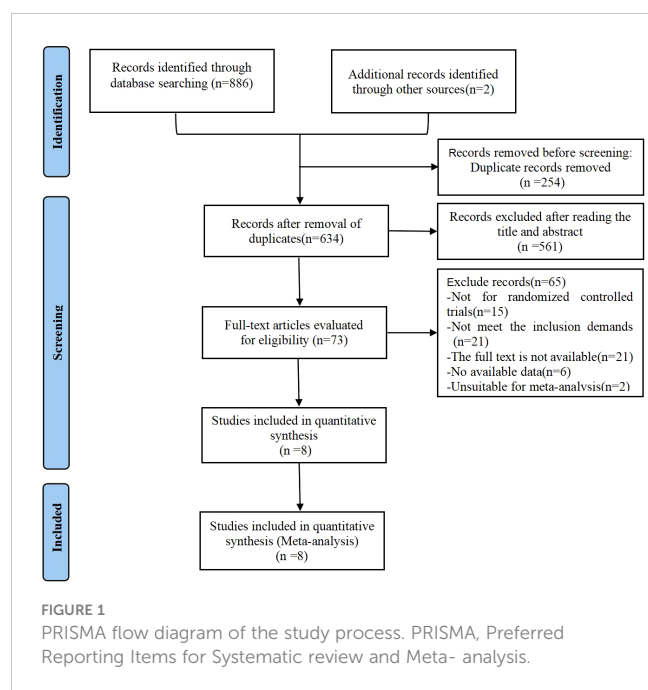 Identification
Records identified through
database searching (n=886)
Additional records identified
through other sources(n=2)
Records removed before screening:
Duplicate records removed
(n =254)
Screening
Records after removal of
duplicates(n=634)
Records excluded after reading the
title and abstract
(n =561)
Full-text articles evaluated
for eligibility (n=73)
Exclude records(n=65)
-Not for randomized controlled
trials(n=15)
-Not meet the inclusion demands
(n=21)
-The full text is not available(n=21)
-No available data(n=6)
-Unsuitable for meta-analysis(n=2)
Studies included in quantitative
synthesis
(n =8)
Included
Studies included in quantitative
synthesis (Meta-analysis)
(n =8)
FIGURE 1
PRISMA flow diagram of the study process. PRISMA, Preferred
Reporting Items for Systematic review and Meta- analysis.